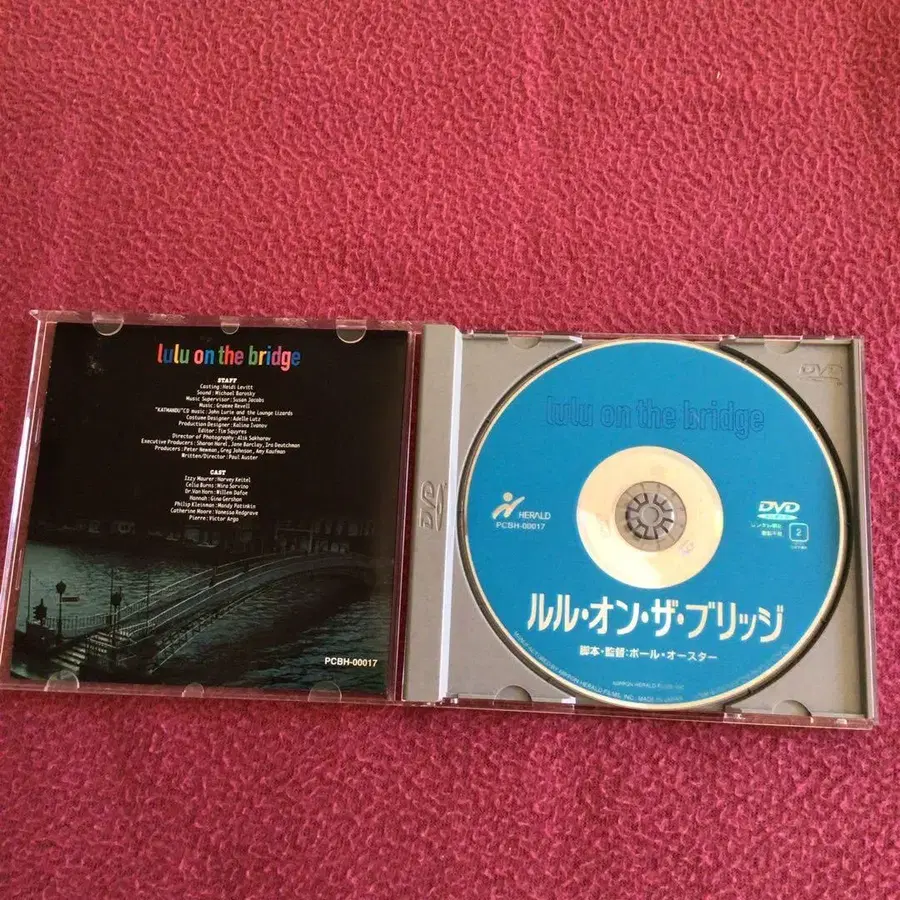 lulu on the bridge
STAFF
Casting:Heidi Levitt
Sound:Michael Barosky
Music Supervisor:Susan Jacobs
Music:Graeme Revell
"KATMANDU"CD music:John Lurie and the Lounge Lizards
Costume Designer:Adelle Lutz
Production Designer:Kalina Ivanov
Editor:Tim Squyres
Director of Photography:Alik Sakharov
Executive Producers:Sharon Harel, Jane Barclay, Ira Deutchman
Producers:Peter Newman, Greg Johnson, Amy Kaufman
Written/Director:Paul Auster
CAST
Izzy Maurer:Harvey Keitel
Celia Burns:Mira Sorvino
Dr.Van Horn:Willem Dafoe
Hannah:Gina Gershon
Philip Kleinman:Mandy Patinkin
Catherine Moore:Vanessa Redgrave
Pierre:Victor Argo
PCBH-00017
DVD
DVD
lulu on the bridge
HERALD
PCBH-00017
DVD
2
ルル・オン・ザ・ブリッジ
脚本・監督:ポール・オースター